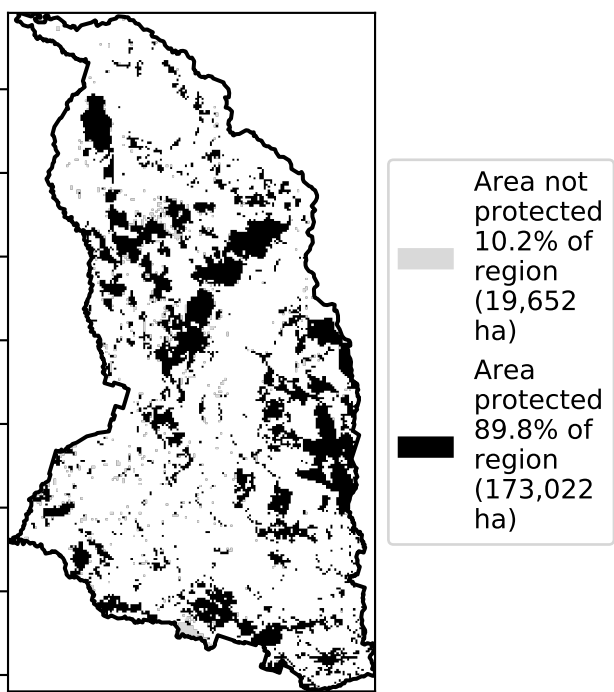 Area not
protected
10.2% of
region
(19,652
ha)
Area
protected
89.8% of
region
(173,022
ha)